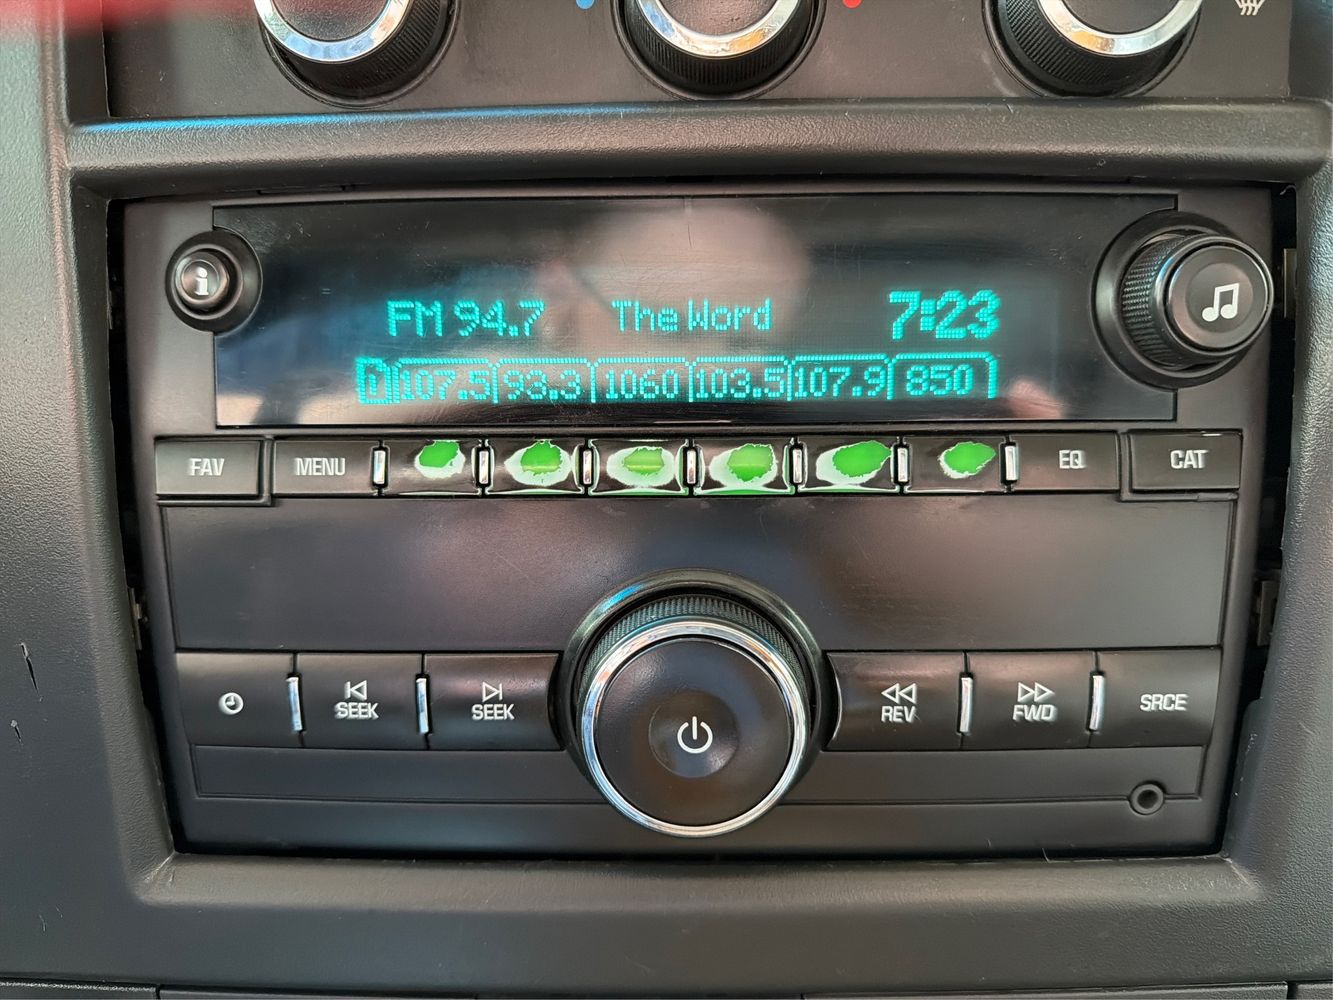 i
FM 94.7 The Word 7:23
107.5 93.3 1060 103.5 107.9 850
FAV MENU EQ CAT
SEEK SEEK REV FWD SRCE